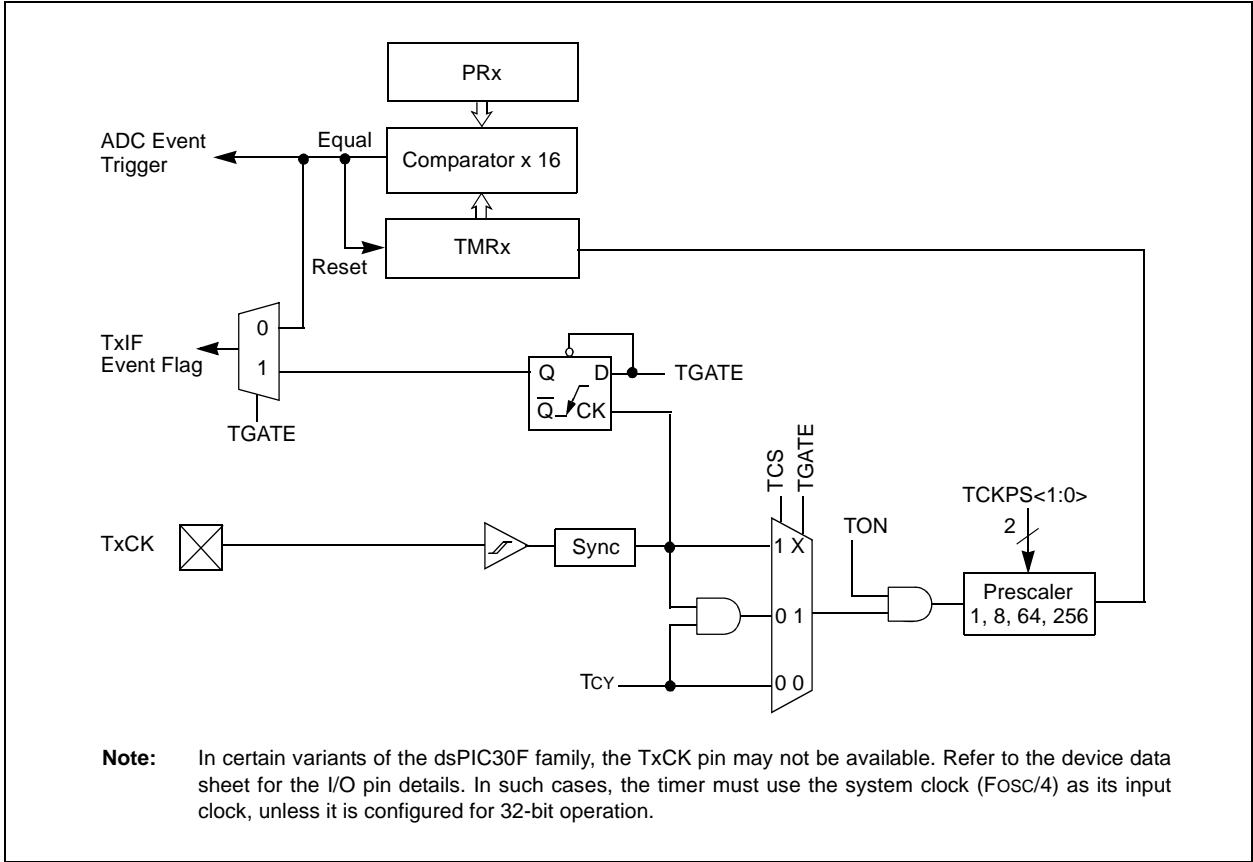 PRx
ADC Event
Trigger
Equal
Comparator x 16
Reset
TMRx
TxIF
Event Flag
0
1
TGATE
Q
D
TGATE
Q̅
CK
TCS
TGATE
TCKPS<1:0>
2
TON
TxCK
Sync
1 X
Prescaler
1, 8, 64, 256
0 1
TCY
0 0
Note: In certain variants of the dsPIC30F family, the TxCK pin may not be available. Refer to the device data
sheet for the I/O pin details. In such cases, the timer must use the system clock (FOSC/4) as its input
clock, unless it is configured for 32-bit operation.